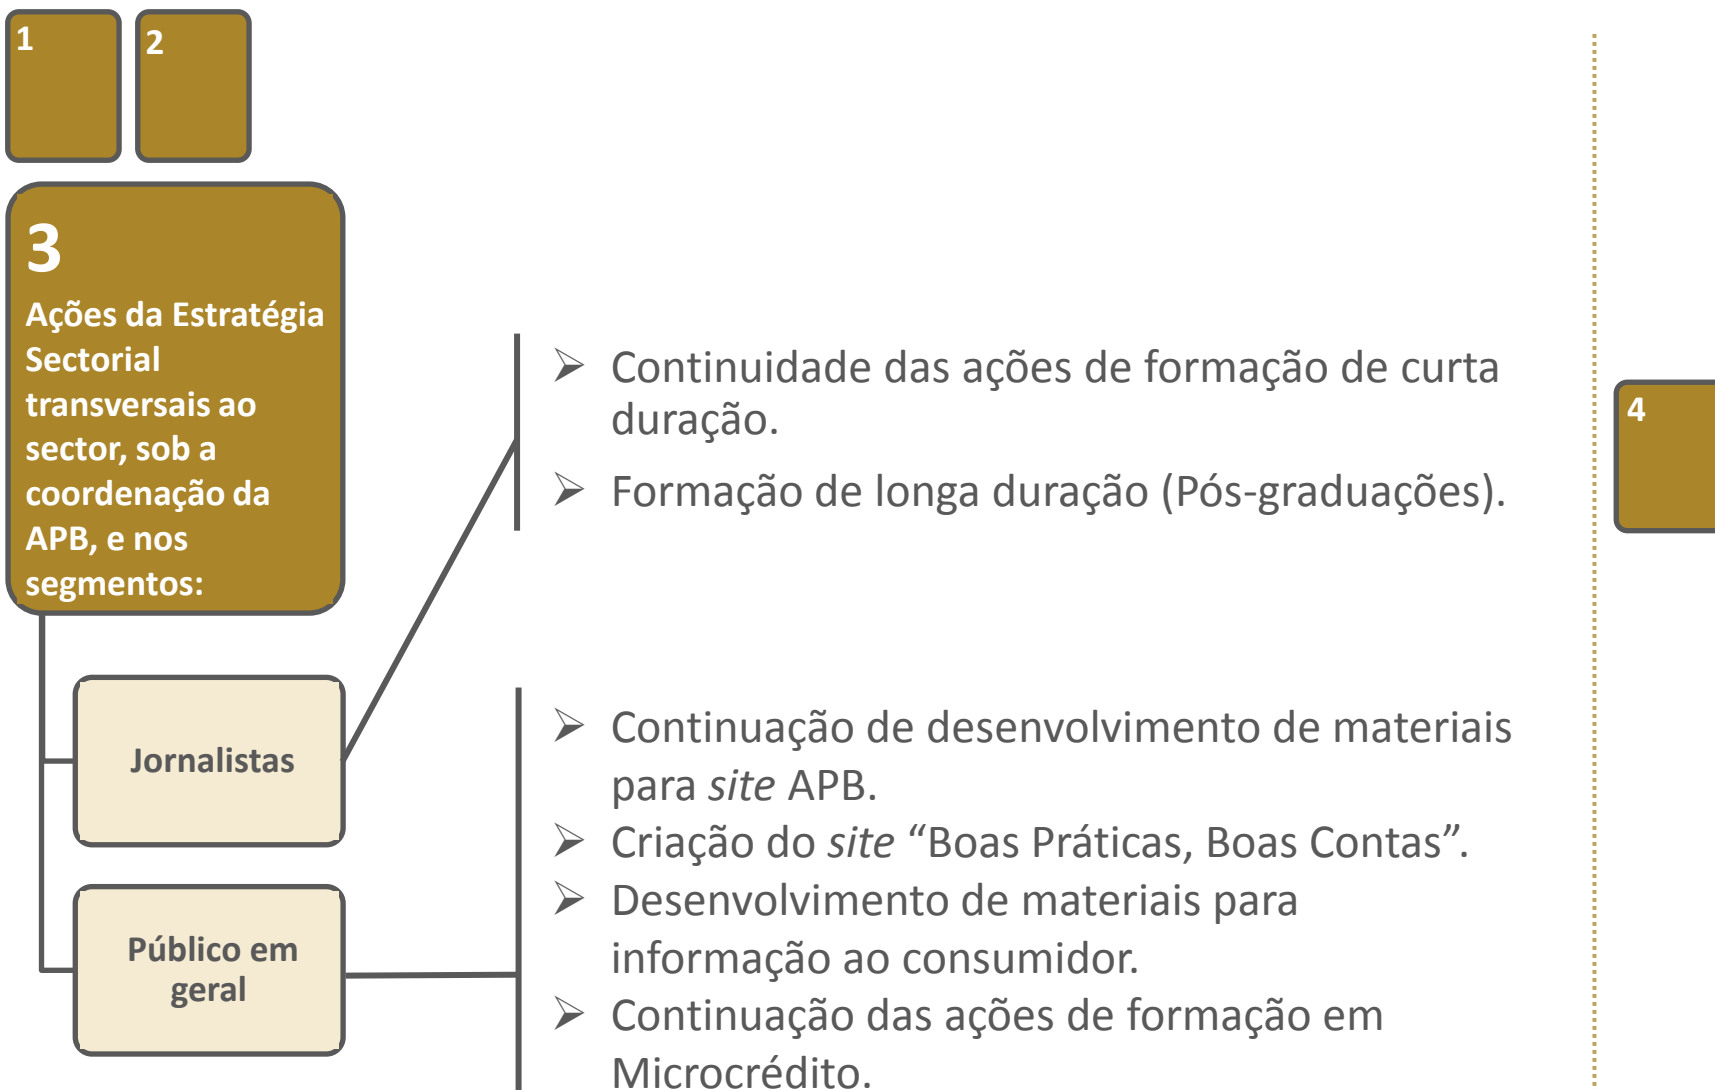 1
2
3
Ações da Estratégia
Sectorial
transversais ao
sector, sob a
coordenação da
APB, e nos
segmentos:
➢ Continuidade das ações de formação de curta
duração.
➢ Formação de longa duração (Pós-graduações).
4
Jornalistas
➢ Continuação de desenvolvimento de materiais
para site APB.
➢ Criação do site “Boas Práticas, Boas Contas”.
➢ Desenvolvimento de materiais para
informação ao consumidor.
➢ Continuação das ações de formação em
Microcrédito.
Público em
geral